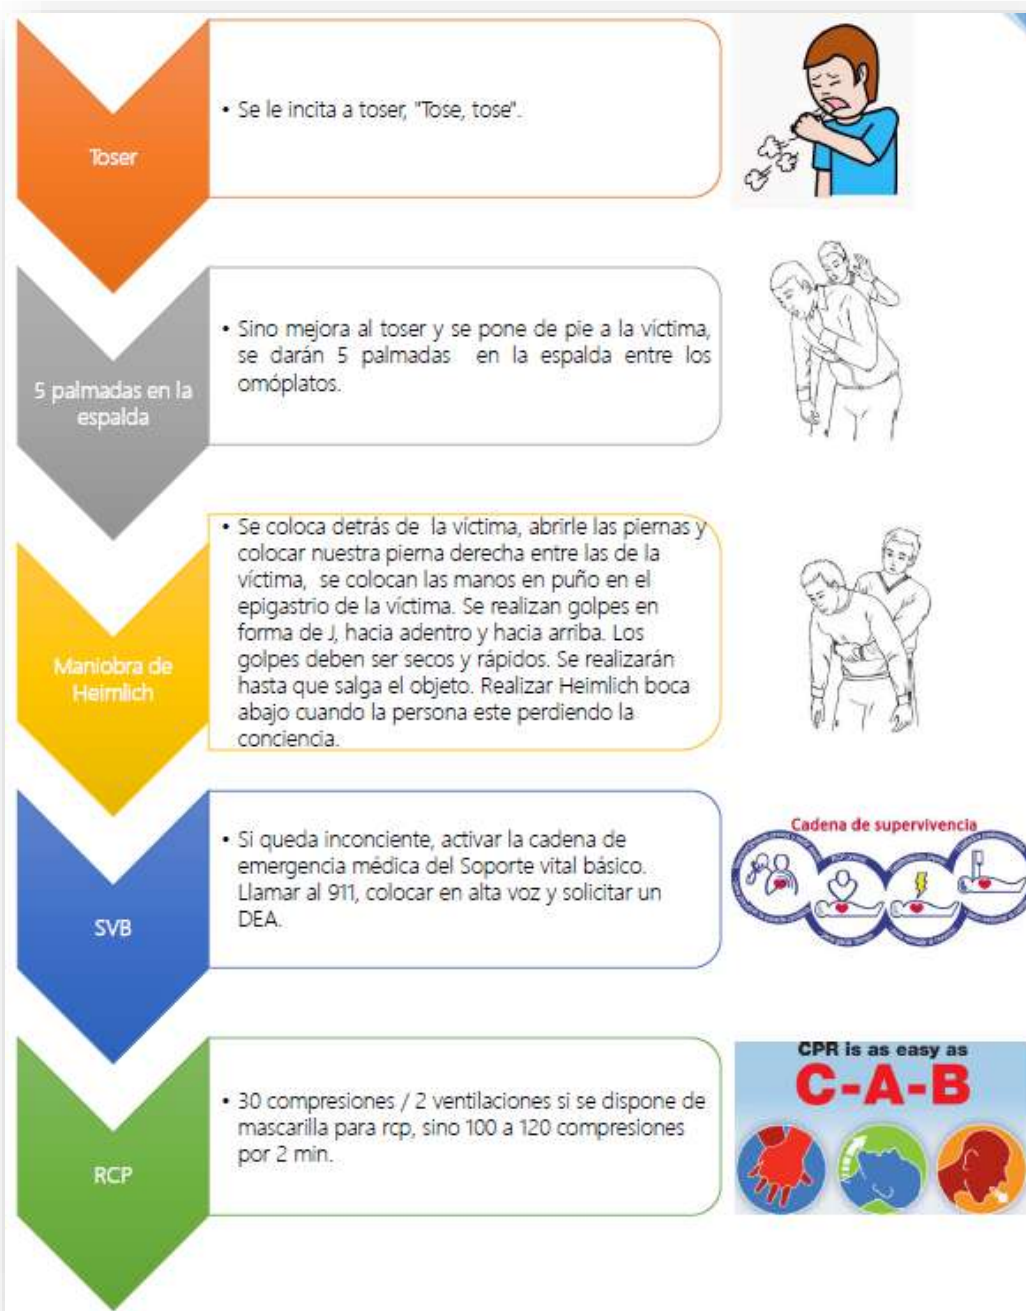 Toser
• Se le incita a toser, "Tose, tose".
5 palmadas en la
espalda
• Sino mejora al toser y se pone de pie a la víctima,
se darán 5 palmadas en la espalda entre los
omóplatos.
Maniobra de
Heimlich
• Se coloca detrás de la víctima, abrirle las piernas y
colocar nuestra pierna derecha entre las de la
víctima, se colocan las manos en puño en el
epigastrio de la víctima. Se realizan golpes en
forma de J, hacia adentro y hacia arriba. Los
golpes deben ser secos y rápidos. Se realizarán
hasta que salga el objeto. Realizar Heimlich boca
abajo cuando la persona este perdiendo la
conciencia.
SVB
• Si queda inconciente, activar la cadena de
emergencia médica del Soporte vital básico.
Llamar al 911, colocar en alta voz y solicitar un
DEA.
Cadena de supervivencia
RCP
• 30 compresiones / 2 ventilaciones si se dispone de
mascarilla para rcp, sino 100 a 120 compresiones
por 2 min.
CPR is as easy as
C-A-B